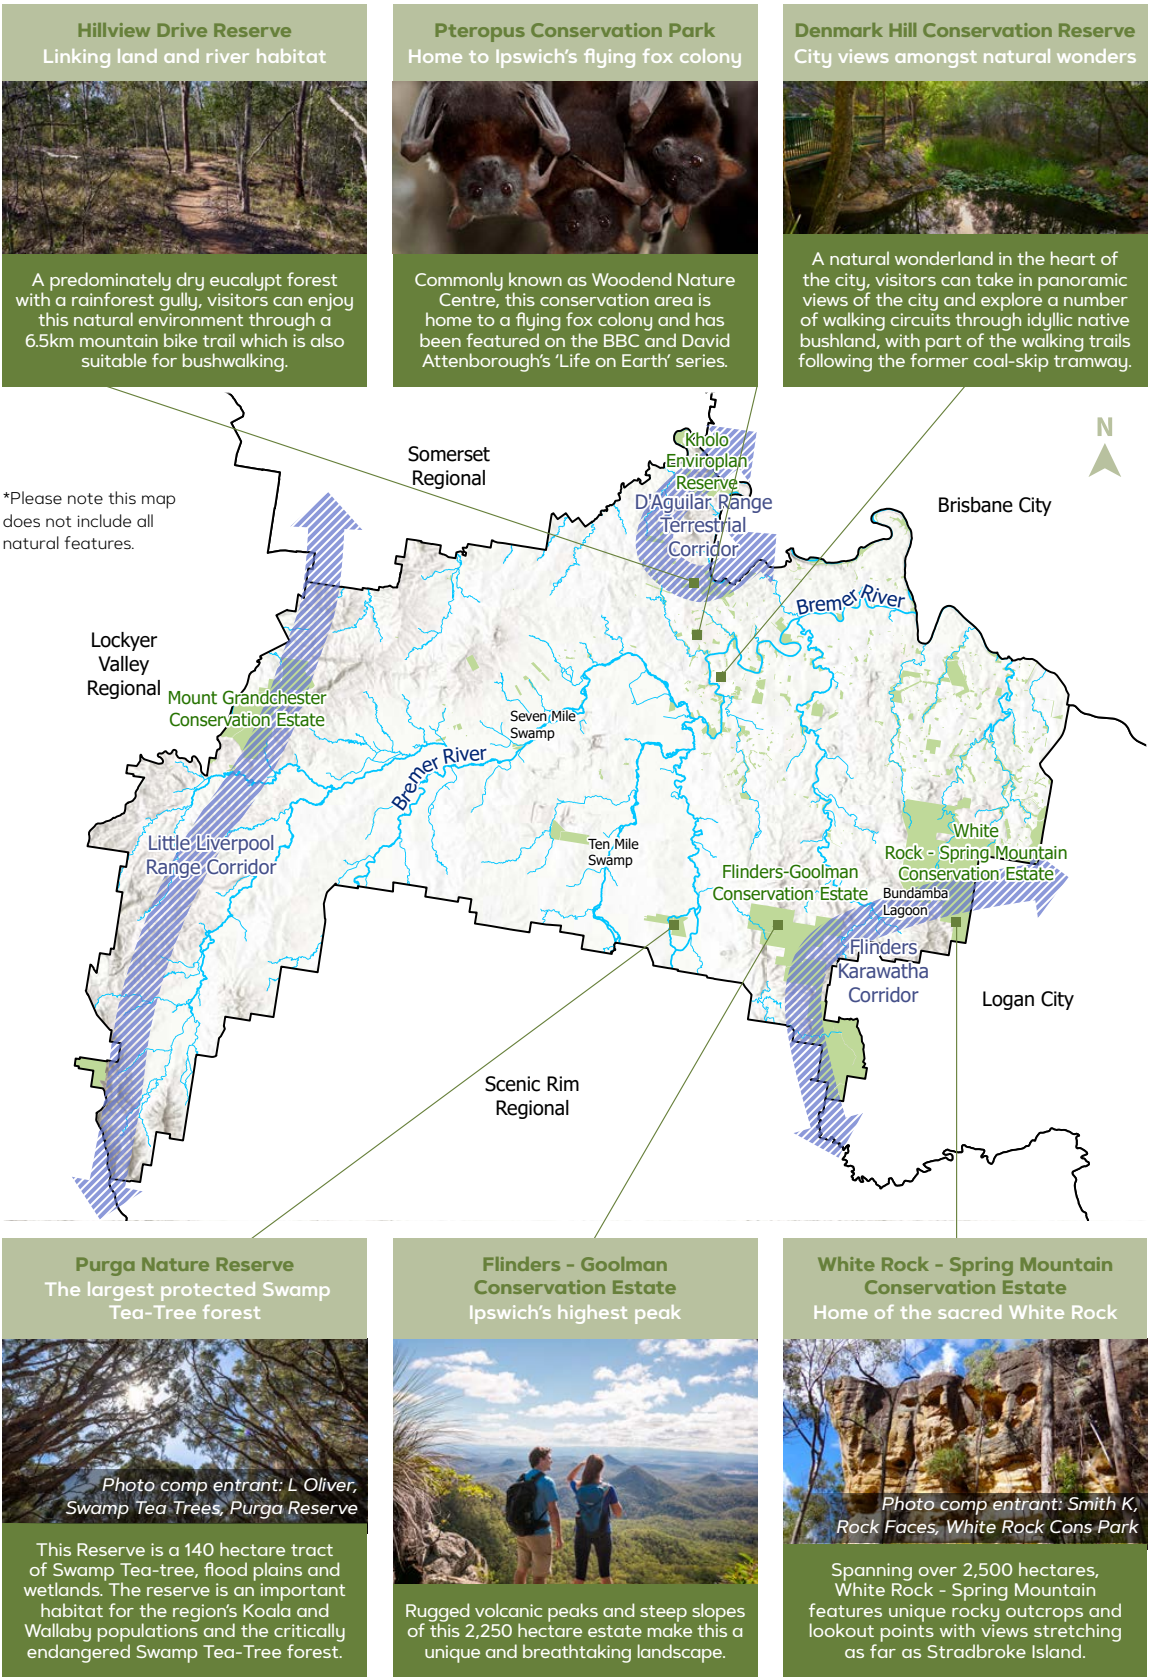 Hillview Drive Reserve
Linking land and river habitat
A predominately dry eucalypt forest
with a rainforest gully, visitors can enjoy
this natural environment through a
6.5km mountain bike trail which is also
suitable for bushwalking.
Pteropus Conservation Park
Home to Ipswich's flying fox colony
Commonly known as Woodend Nature
Centre, this conservation area is
home to a flying fox colony and has
been featured on the BBC and David
Attenborough's 'Life on Earth' series.
Denmark Hill Conservation Reserve
City views amongst natural wonders
A natural wonderland in the heart of
the city, visitors can take in panoramic
views of the city and explore a number
of walking circuits through idyllic native
bushland, with part of the walking trails
following the former coal-skip tramway.
N
*Please note this map
does not include all
natural features.
Somerset
Regional
Kholo
Enviroplan
Reserve
D'Aguilar Range
Terrestrial
Corridor
Brisbane City
Bremer River
Lockyer
Valley
Regional
Mount Grandchester
Conservation Estate
Seven Mile
Swamp
Bremer River
Little Liverpool
Range Corridor
Ten Mile
Swamp
White
Rock - Spring Mountain
Conservation Estate
Flinders-Goolman
Conservation Estate
Bundamba
Lagoon
Flinders
Karawatha
Corridor
Logan City
Scenic Rim
Regional
Purga Nature Reserve
The largest protected Swamp
Tea-Tree forest
Photo comp entrant: L Oliver,
Swamp Tea Trees, Purga Reserve
This Reserve is a 140 hectare tract
of Swamp Tea-tree, flood plains and
wetlands. The reserve is an important
habitat for the region's Koala and
Wallaby populations and the critically
endangered Swamp Tea-Tree forest.
Flinders - Goolman
Conservation Estate
Ipswich's highest peak
Rugged volcanic peaks and steep slopes
of this 2,250 hectare estate make this a
unique and breathtaking landscape.
White Rock - Spring Mountain
Conservation Estate
Home of the sacred White Rock
Photo comp entrant: Smith K,
Rock Faces, White Rock Cons Park
Spanning over 2,500 hectares,
White Rock - Spring Mountain
features unique rocky outcrops and
lookout points with views stretching
as far as Stradbroke Island.